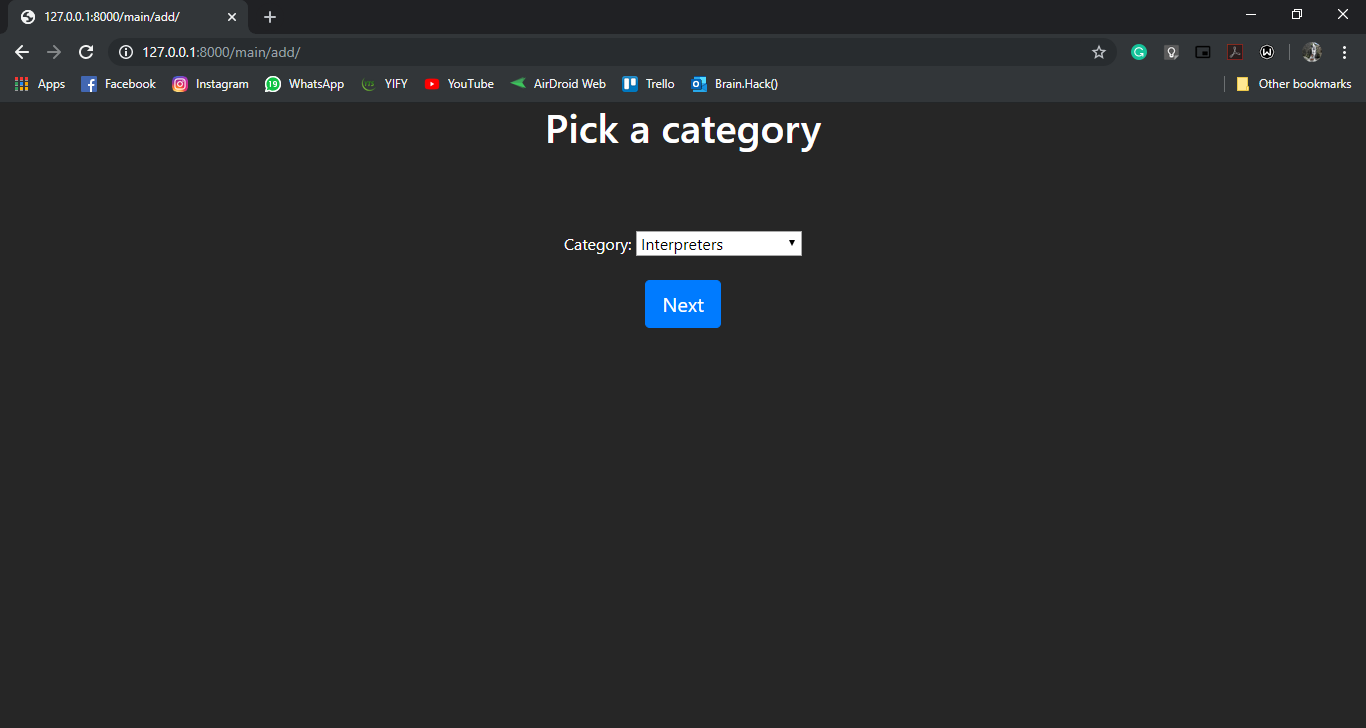 127.0.0.1:8000/main/add/
127.0.0.1:8000/main/add/
Apps Facebook Instagram 19 WhatsApp YIFY YouTube AirDroid Web Trello Brain.Hack() Other bookmarks
Pick a category
Category: Interpreters
Next